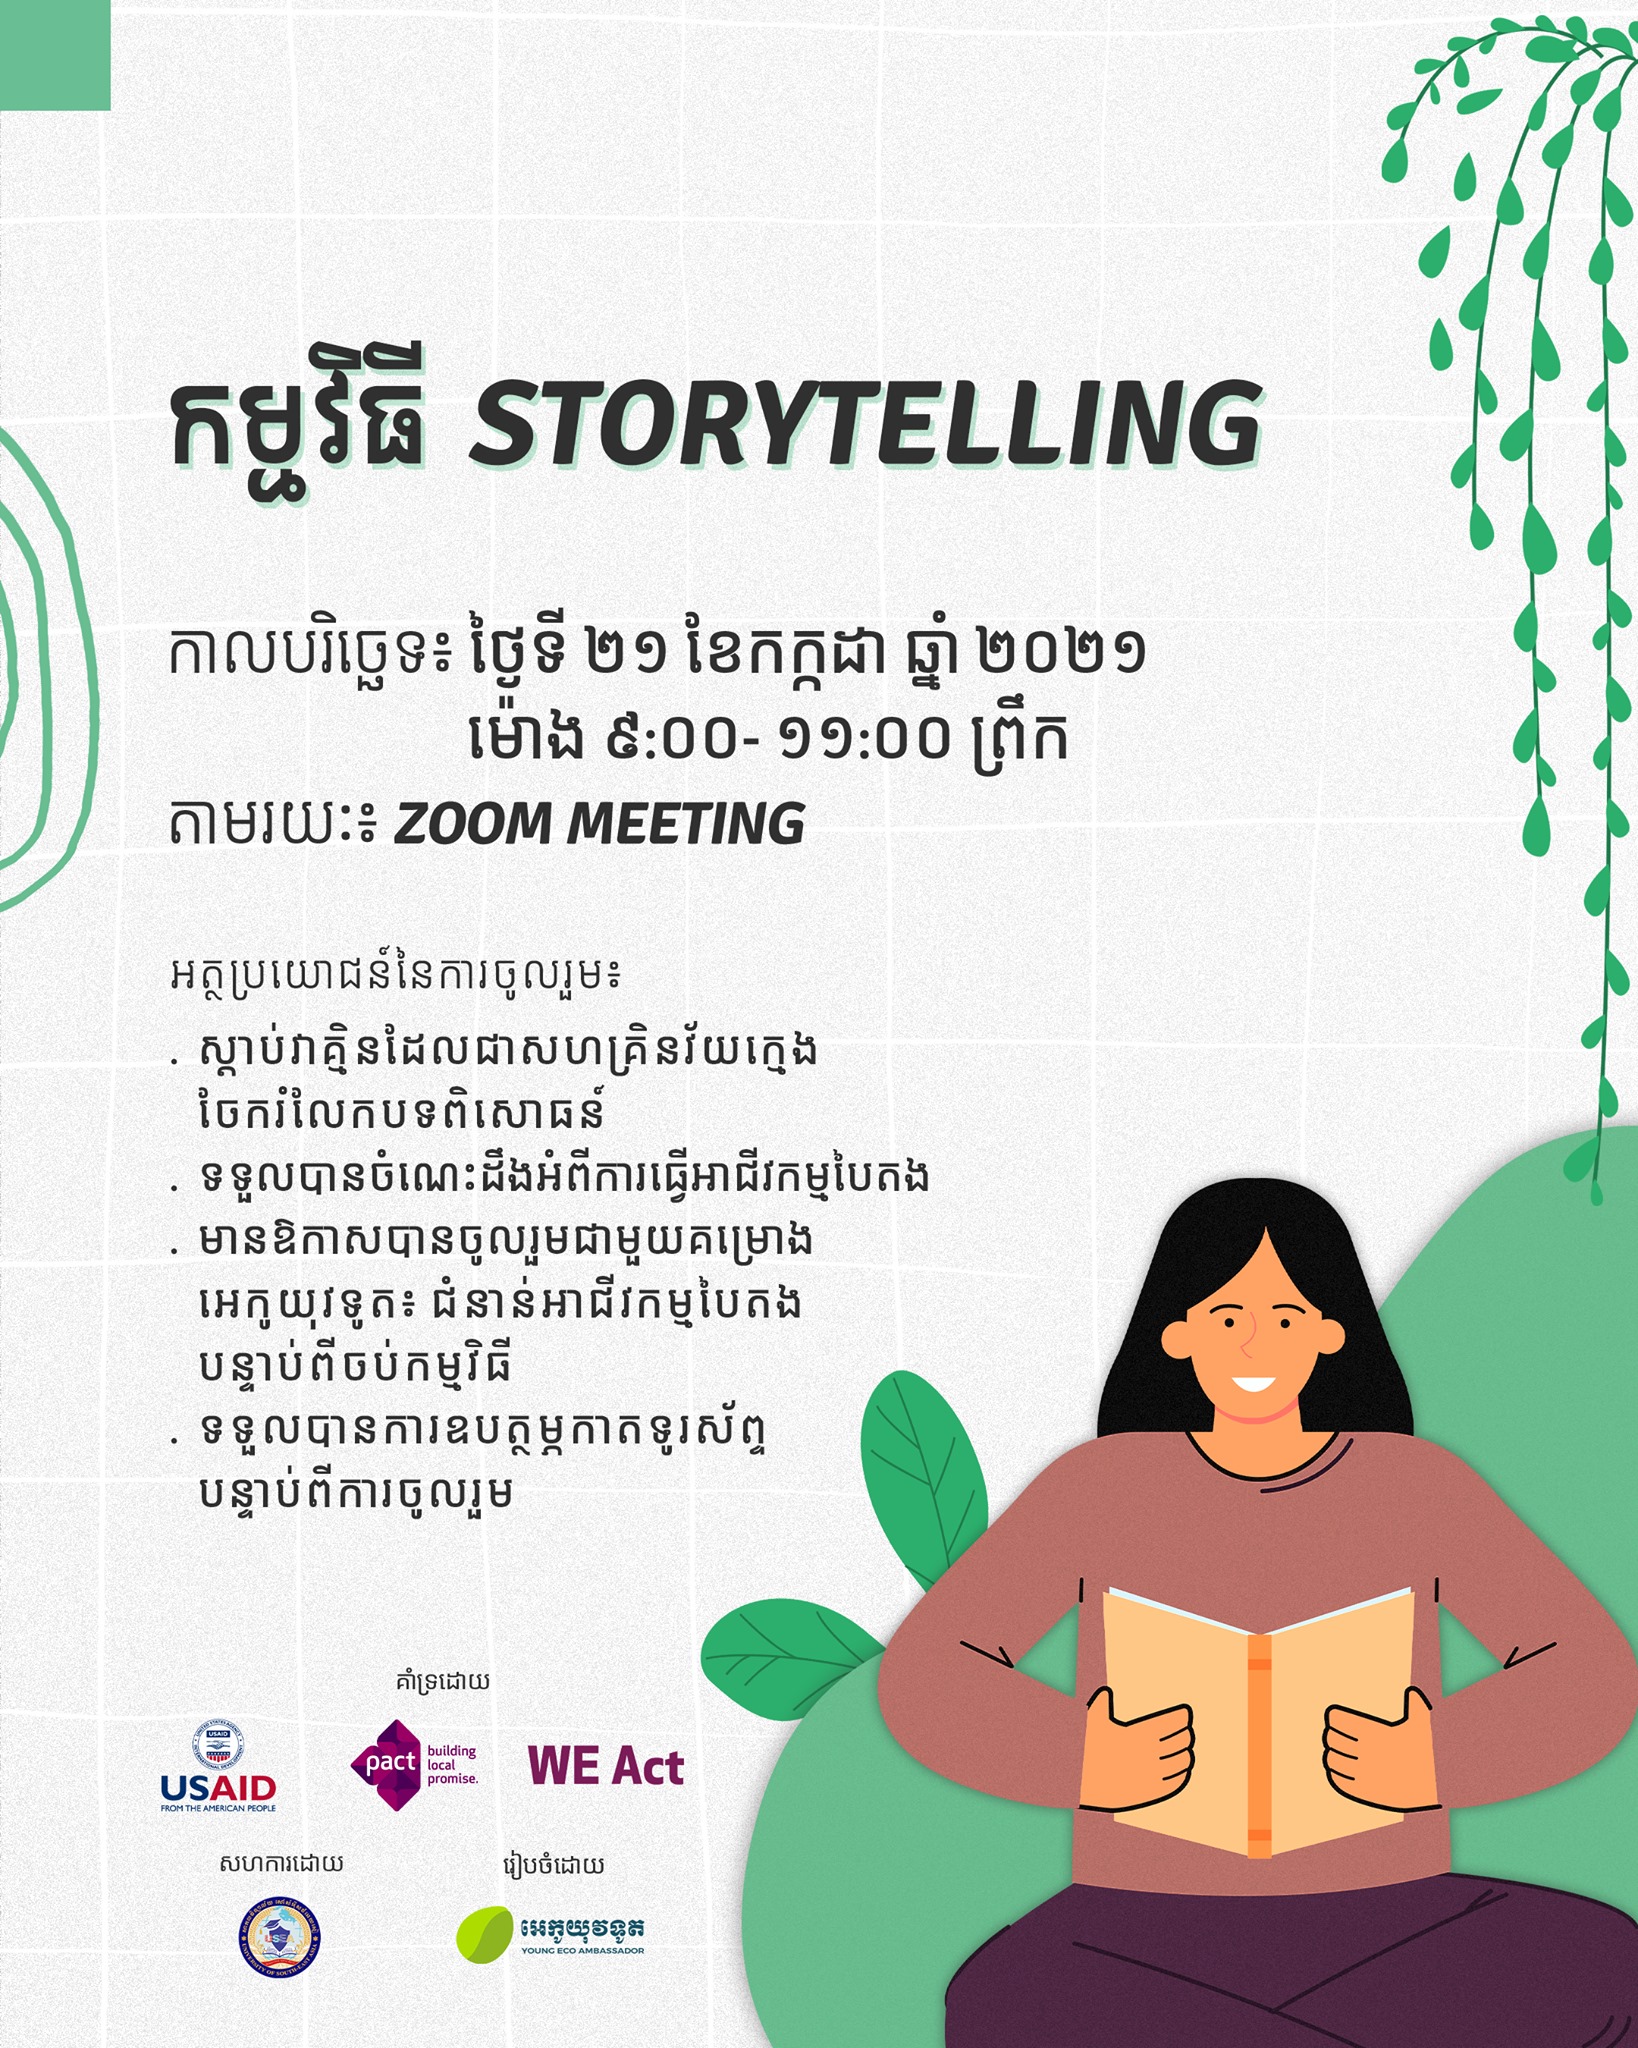 កម្មវិធី STORYTELLING
កាលបរិច្ឆេទ៖ ថ្ងៃទី ២១ ខែកក្កដា ឆ្នាំ ២០២១
ម៉ោង ៩:០០- ១១:០០ ព្រឹក
តាមរយៈ៖ ZOOM MEETING
អត្ថប្រយោជន៍នៃការចូលរួម៖
. ស្តាប់វាគ្មិនដែលជាសហគ្រិនវ័យក្មេង
ចែករំលែកបទពិសោធន៍
. ទទួលបានចំណេះដឹងអំពីការធ្វើអាជីវកម្មបៃតង
. មានឱកាសបានចូលរួមជាមួយគម្រោង
អេកូយុវទូត៖ ជំនាន់អាជីវកម្មបៃតង
បន្ទាប់ពីចប់កម្មវិធី
. ទទួលបានការឧបត្ថម្ភកាតទូរស័ព្ទ
បន្ទាប់ពីការចូលរួម
គាំទ្រដោយ
USAID
USAID
FROM THE AMERICAN PEOPLE
pact building local promise.
WE Act
សហការដោយ
រៀបចំដោយ
UNIVERSITY OF SOUTH-EAST ASIA
អេកូយុវទូត
YOUNG ECO AMBASSADOR